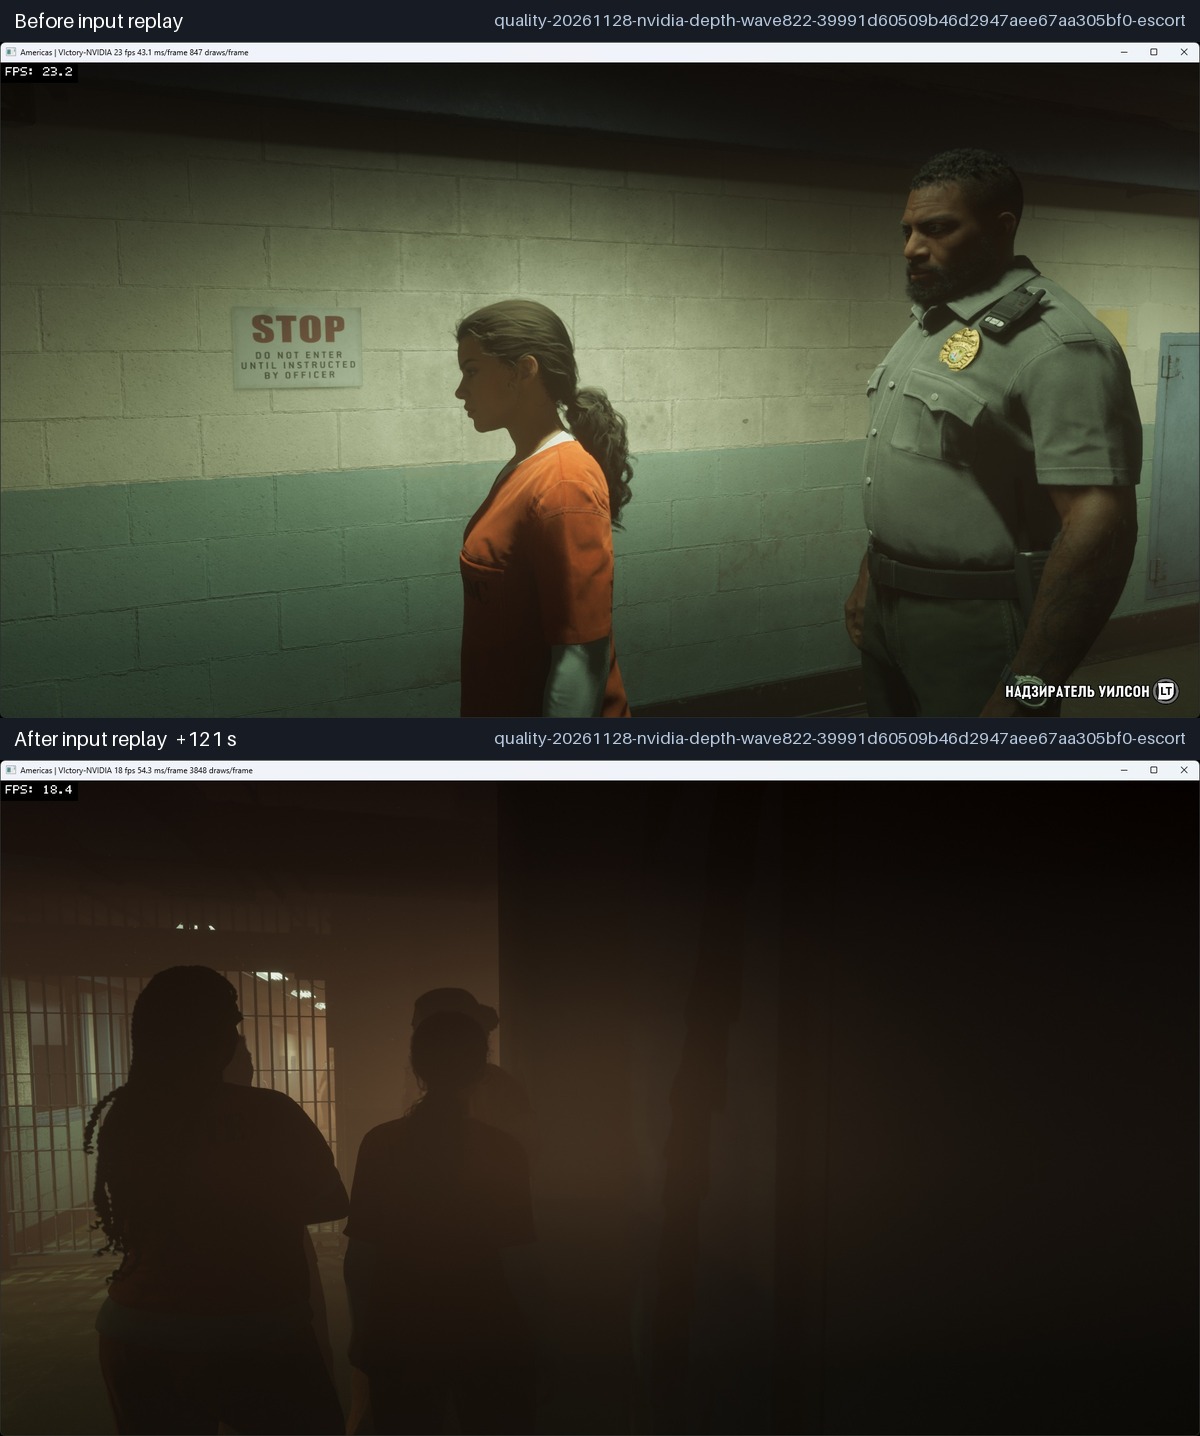 Before input replay
quality-20261128-nvidia-depth-wave822-39991d60509b46d2947aee67aa305bf0-escort
Americas | VIctory-NVIDIA 23 fps 43.1 ms/frame 847 draws/frame
FPS: 23.2
STOP
DO NOT ENTER
UNTIL INSTRUCTED
BY OFFICER
НАДЗИРАТЕЛЬ УИЛСОН LT
After input replay +121 s
quality-20261128-nvidia-depth-wave822-39991d60509b46d2947aee67aa305bf0-escort
Americas | VIctory-NVIDIA 18 fps 54.3 ms/frame 3848 draws/frame
FPS: 18.4